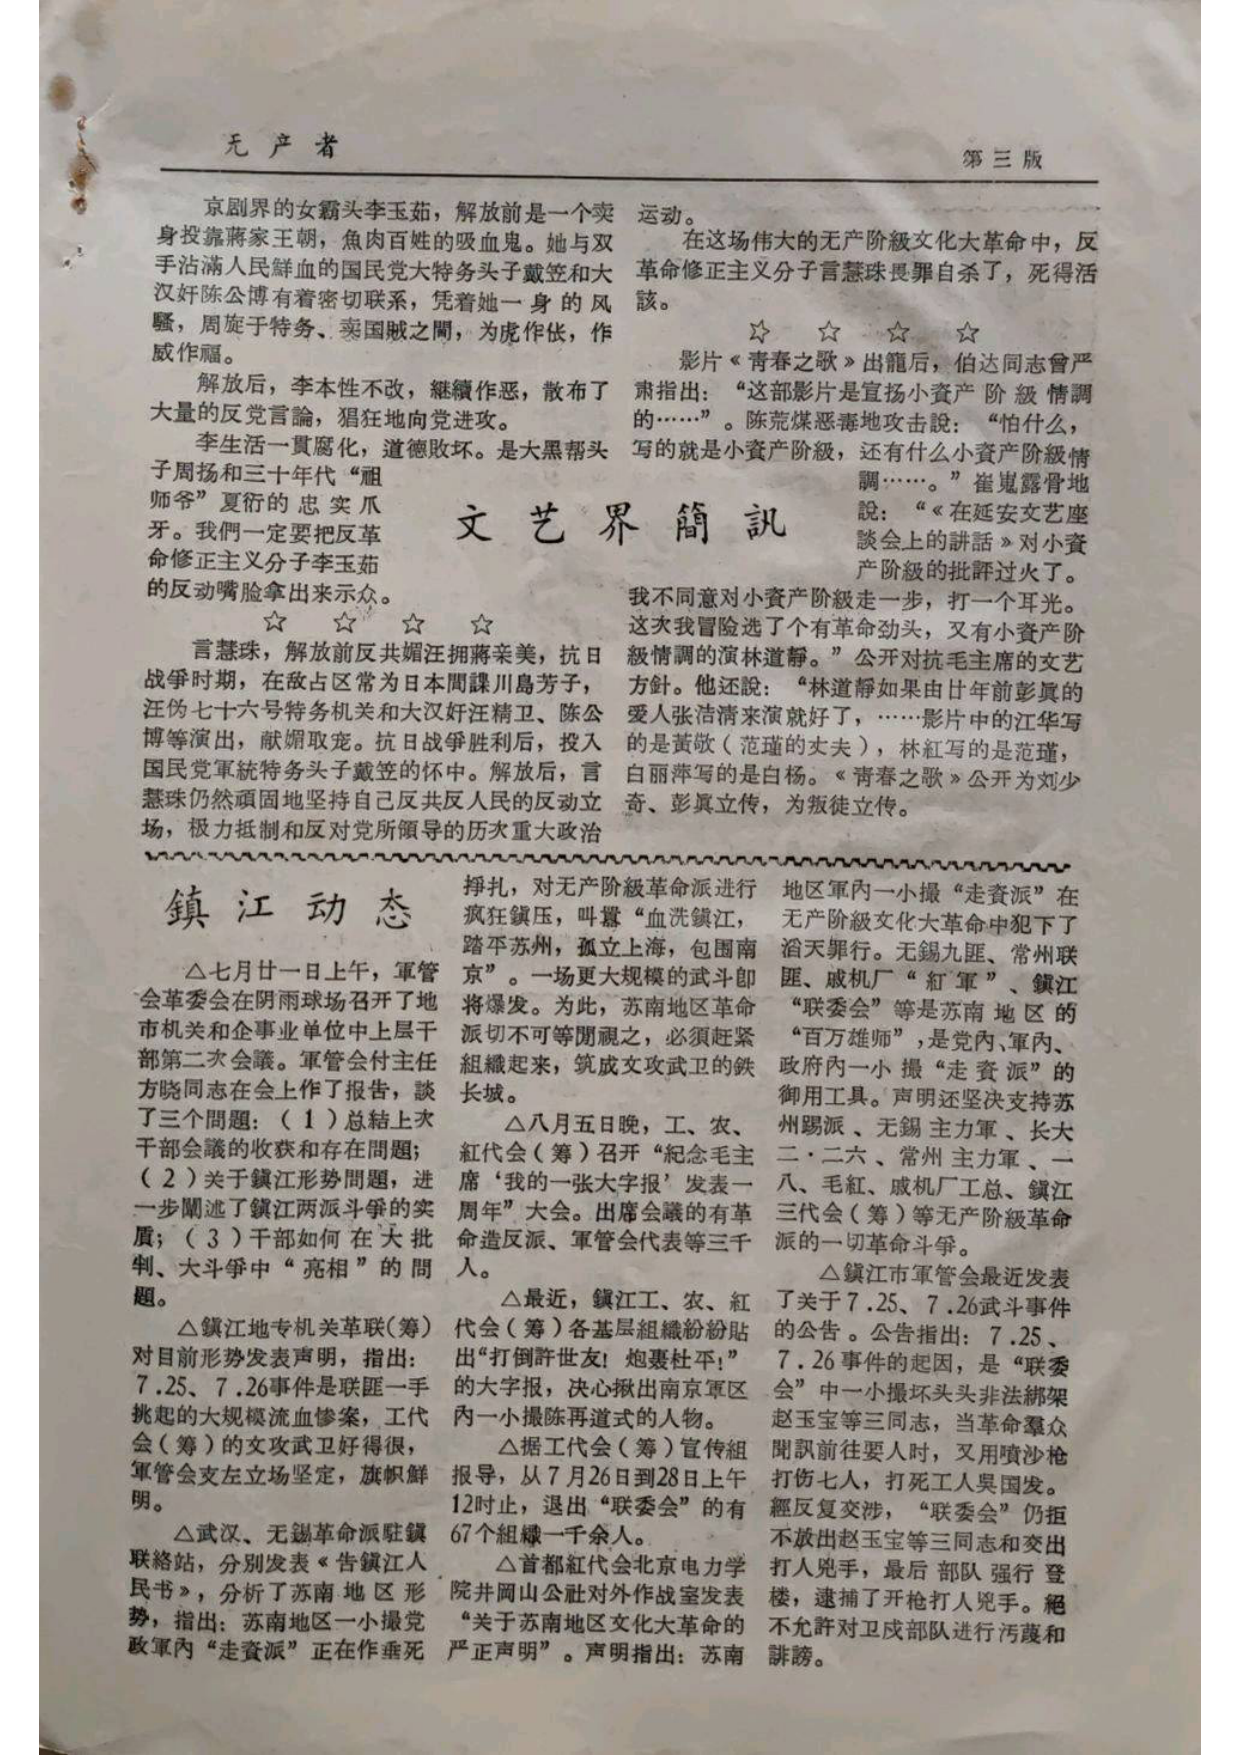 无产者
第三版
京剧界的女霸头李玉茹，解放前是一个卖
身投靠蔣家王朝，魚肉百姓的吸血鬼。她与双
手沾滿人民鮮血的国民党大特务头子戴笠和大
汉奸陈公博有着密切联系，凭着她一身的风
騷，周旋于特务、卖国賊之間，为虎作伥，作
威作福。
解放后，李本性不改，継續作恶，散布了
大量的反党言論，猖狂地向党进攻。
李生活一貫腐化，道德敗坏。是大黑帮头
子周扬和三十年代“祖
师爷”夏衍的忠实爪
牙。我們一定要把反革
命修正主义分子李玉茹
的反动嘴脸拿出来示众。
☆ ☆ ☆ ☆
言慧珠，解放前反共媚汪拥蔣亲美，抗日
战爭时期，在敌占区常为日本間諜川島芳子，
汪伪七十六号特务机关和大汉奸汪精卫、陈公
博等演出，献媚取宠。抗日战爭胜利后，投入
国民党軍統特务头子戴笠的怀中。解放后，言
慧珠仍然頑固地坚持自己反共反人民的反动立
场，极力抵制和反对党所領导的历次重大政治
运动。
在这场伟大的无产阶級文化大革命中，反
革命修正主义分子言慧珠畏罪自杀了，死得活
該。
☆ ☆ ☆ ☆
影片《靑春之歌》出籠后，伯达同志曾严
肃指出：“这部影片是宣扬小資产阶級情調
的……”。陈荒煤恶毒地攻击說：“怕什么，
写的就是小資产阶級，还有什么小資产阶級情
調……。”崔嵬露骨地
說：“《在延安文艺座
談会上的讲話》对小資
产阶級的批評过火了。
我不同意对小資产阶級走一步，打一个耳光。
这次我冒险选了个有革命劲头，又有小資产阶
級情調的演林道靜。”公开对抗毛主席的文艺
方針。他还說：“林道靜如果由廿年前彭眞的
爱人张洁淸来演就好了，……影片中的江华写
的是黃敬（范瑾的丈夫），林紅写的是范瑾，
白丽萍写的是白杨。《靑春之歌》公开为刘少
奇、彭眞立传，为叛徒立传。
文艺界簡訊
鎭江动态
△七月廿一日上午，軍管
会革委会在阴雨球场召开了地
市机关和企事业单位中上层干
部第二次会議。軍管会付主任
方晓同志在会上作了报告，談
了三个問題：（1）总結上次
干部会議的收获和存在問題；
（2）关于鎭江形势問題，进
一步闡述了鎭江两派斗爭的实
貭；（3）干部如何在大批
判、大斗爭中“亮相”的問
題。
△鎭江地专机关革联(筹)
对目前形势发表声明，指出：
7.25、7.26事件是联匪一手
挑起的大规模流血惨案，工代
会（筹）的文攻武卫好得很，
軍管会支左立场坚定，旗帜鮮
明。
△武汉、无錫革命派駐鎭
联絡站，分別发表《告鎭江人
民书》，分析了苏南地区形
势，指出：苏南地区一小撮党
政軍內“走資派”正在作垂死
掙扎，对无产阶級革命派进行
疯狂鎭压，叫囂“血洗鎭江，
踏平苏州，孤立上海，包围南
京”。一场更大规模的武斗卽
将爆发。为此，苏南地区革命
派切不可等閒視之，必須赶紧
組織起来，筑成文攻武卫的鉄
长城。
△八月五日晚，工、农、
紅代会（筹）召开“紀念毛主
席‘我的一张大字报’发表一
周年”大会。出席会議的有革
命造反派、軍管会代表等三千
人。
△最近，鎭江工、农、紅
代会（筹）各基层組織紛紛貼
出“打倒許世友！炮轰杜平！”
的大字报，决心揪出南京軍区
內一小撮陈再道式的人物。
△据工代会（筹）宣传組
报导，从7月26日到28日上午
12时止，退出“联委会”的有
67个組織一千余人。
△首都紅代会北京电力学
院井岡山公社对外作战室发表
“关于苏南地区文化大革命的
严正声明”。声明指出：苏南
地区軍內一小撮“走資派”在
无产阶級文化大革命中犯下了
滔天罪行。无錫九匪、常州联
匪、戚机厂“紅軍”、鎭江
“联委会”等是苏南地区的
“百万雄师”，是党內、軍內、
政府內一小撮“走資派”的
御用工具。声明还坚决支持苏
州踢派、无錫主力軍、长大
二·二六、常州主力軍、一
八、毛紅、戚机厂工总、鎭江
三代会（筹）等无产阶級革命
派的一切革命斗爭。
△鎭江市軍管会最近发表
了关于7.25、7.26武斗事件
的公告。公告指出：7.25、
7.26事件的起因，是“联委
会”中一小撮坏头头非法綁架
赵玉宝等三同志，当革命羣众
聞訊前往要人时，又用噴沙枪
打伤七人，打死工人吳国发。
經反复交涉，“联委会”仍拒
不放出赵玉宝等三同志和交出
打人兇手，最后部队强行登
楼，逮捕了开枪打人兇手。絕
不允許对卫戍部队进行汚蔑和
誹謗。